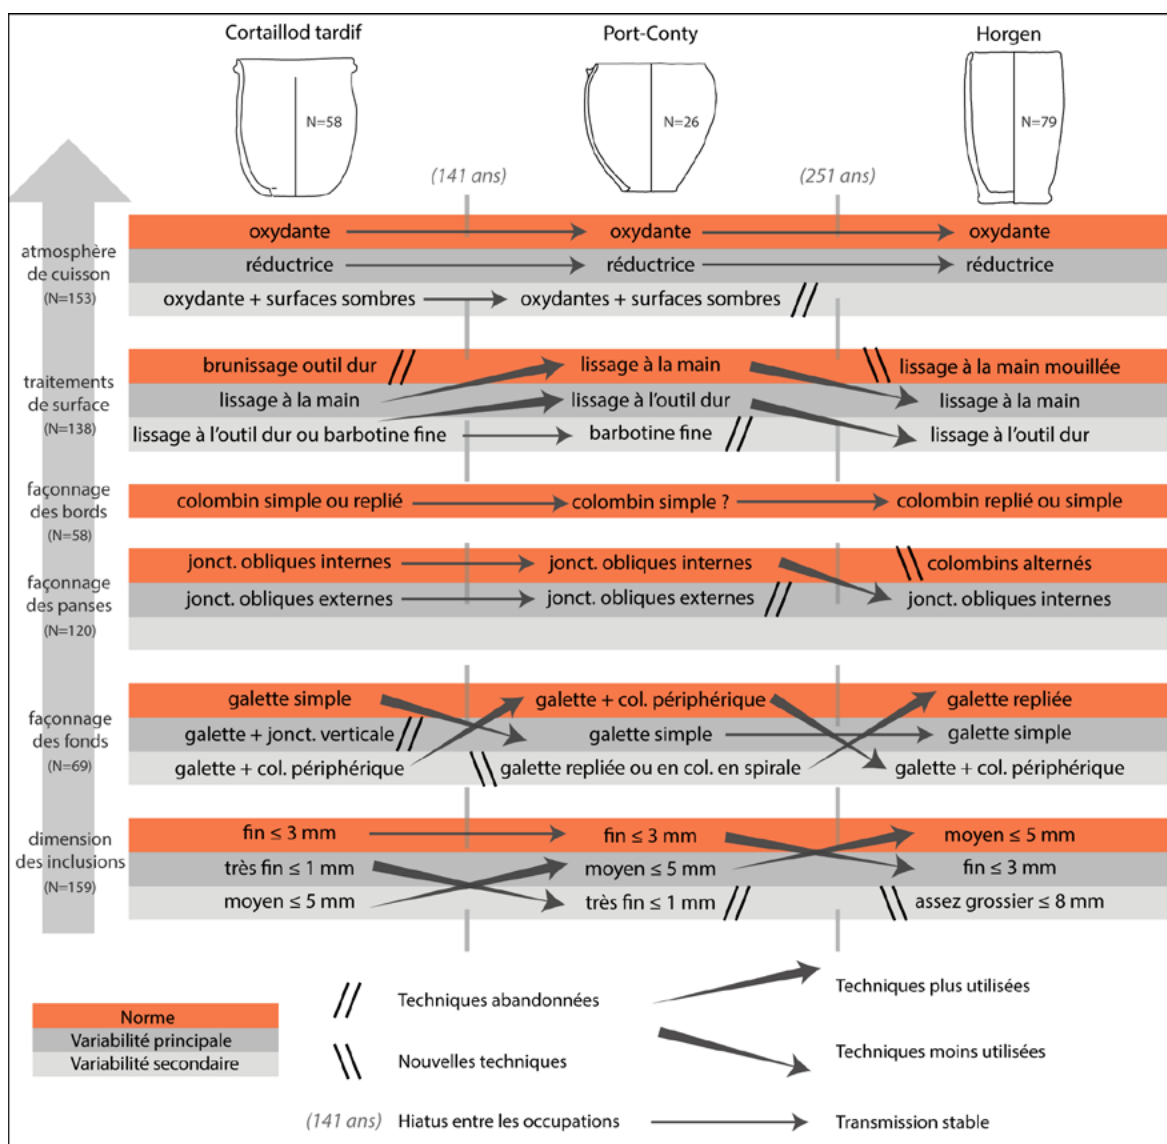 Cortaillod tardif Port-Conty Horgen
N=58 N=26 N=79
(141 ans) (251 ans)
atmosphère
de cuisson
(N=153)
oxydante oxydante oxydante
réductrice réductrice réductrice
oxydante + surfaces sombres oxydantes + surfaces sombres
traitements
de surface
(N=138)
brunissage outil dur lissage à la main lissage à la main mouillée
lissage à la main lissage à l'outil dur lissage à la main
lissage à l'outil dur ou barbotine fine barbotine fine lissage à l'outil dur
façonnage
des bords
(N=58)
colombin simple ou replié colombin simple ? colombin replié ou simple
façonnage
des panses
(N=120)
jonct. obliques internes jonct. obliques internes colombins alternés
jonct. obliques externes jonct. obliques externes jonct. obliques internes
façonnage
des fonds
(N=69)
galette simple galette + col. périphérique galette repliée
galette + jonct. verticale galette simple galette simple
galette + col. périphérique galette repliée ou en col. en spirale galette + col. périphérique
dimension
des inclusions
(N=159)
fin ≤ 3 mm fin ≤ 3 mm moyen ≤ 5 mm
très fin ≤ 1 mm moyen ≤ 5 mm fin ≤ 3 mm
moyen ≤ 5 mm très fin ≤ 1 mm assez grossier ≤ 8 mm
Norme
Variabilité principale
Variabilité secondaire
Techniques abandonnées
Nouvelles techniques
(141 ans) Hiatus entre les occupations
Techniques plus utilisées
Techniques moins utilisées
Transmission stable